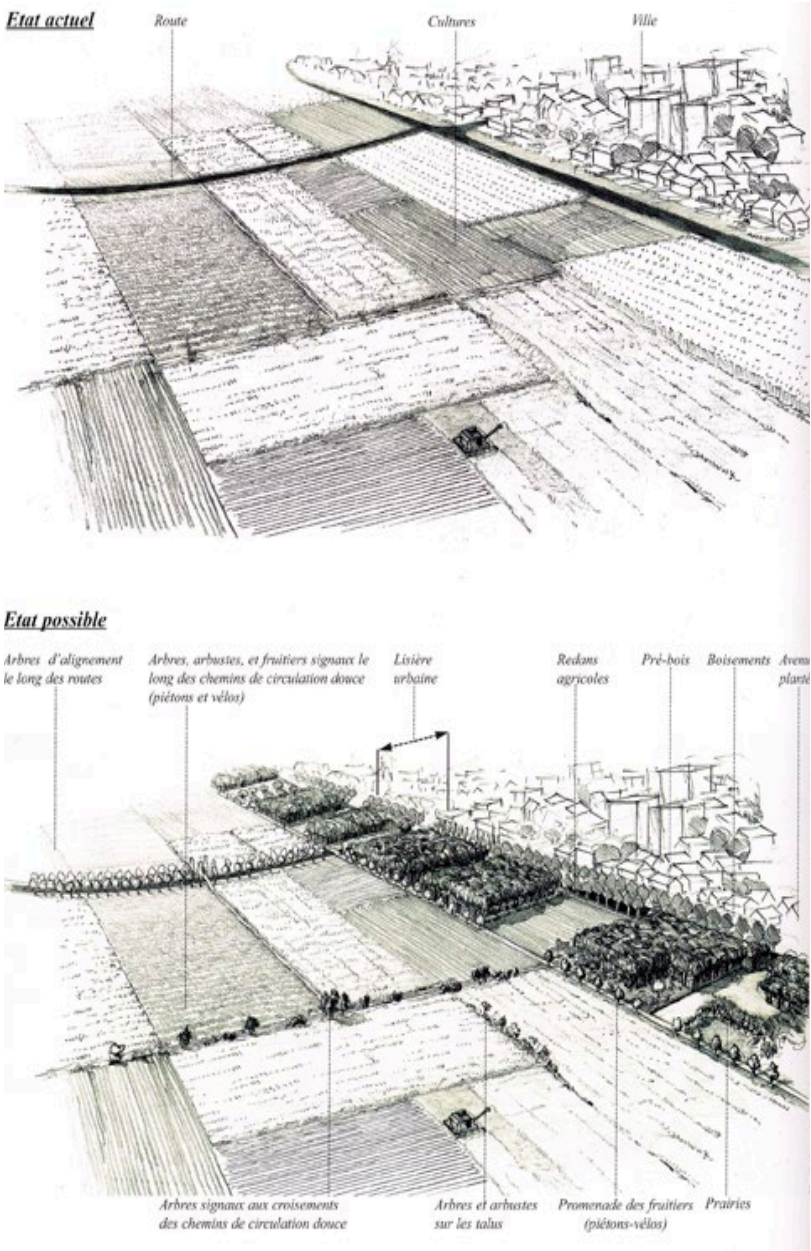 Etat actuel
Route
Cultures
Ville
Etat possible
Arbres d'alignement
le long des routes
Arbres, arbustes, et fruitiers signaux le
long des chemins de circulation douce
(piétons et vélos)
Lisière
urbaine
Redans
agricoles
Pré-bois
Boisements
Avenu
planté
Arbres signaux aux croisements
des chemins de circulation douce
Arbres et arbustes
sur les talus
Promenade des fruitiers
(piétons-vélos)
Prairies